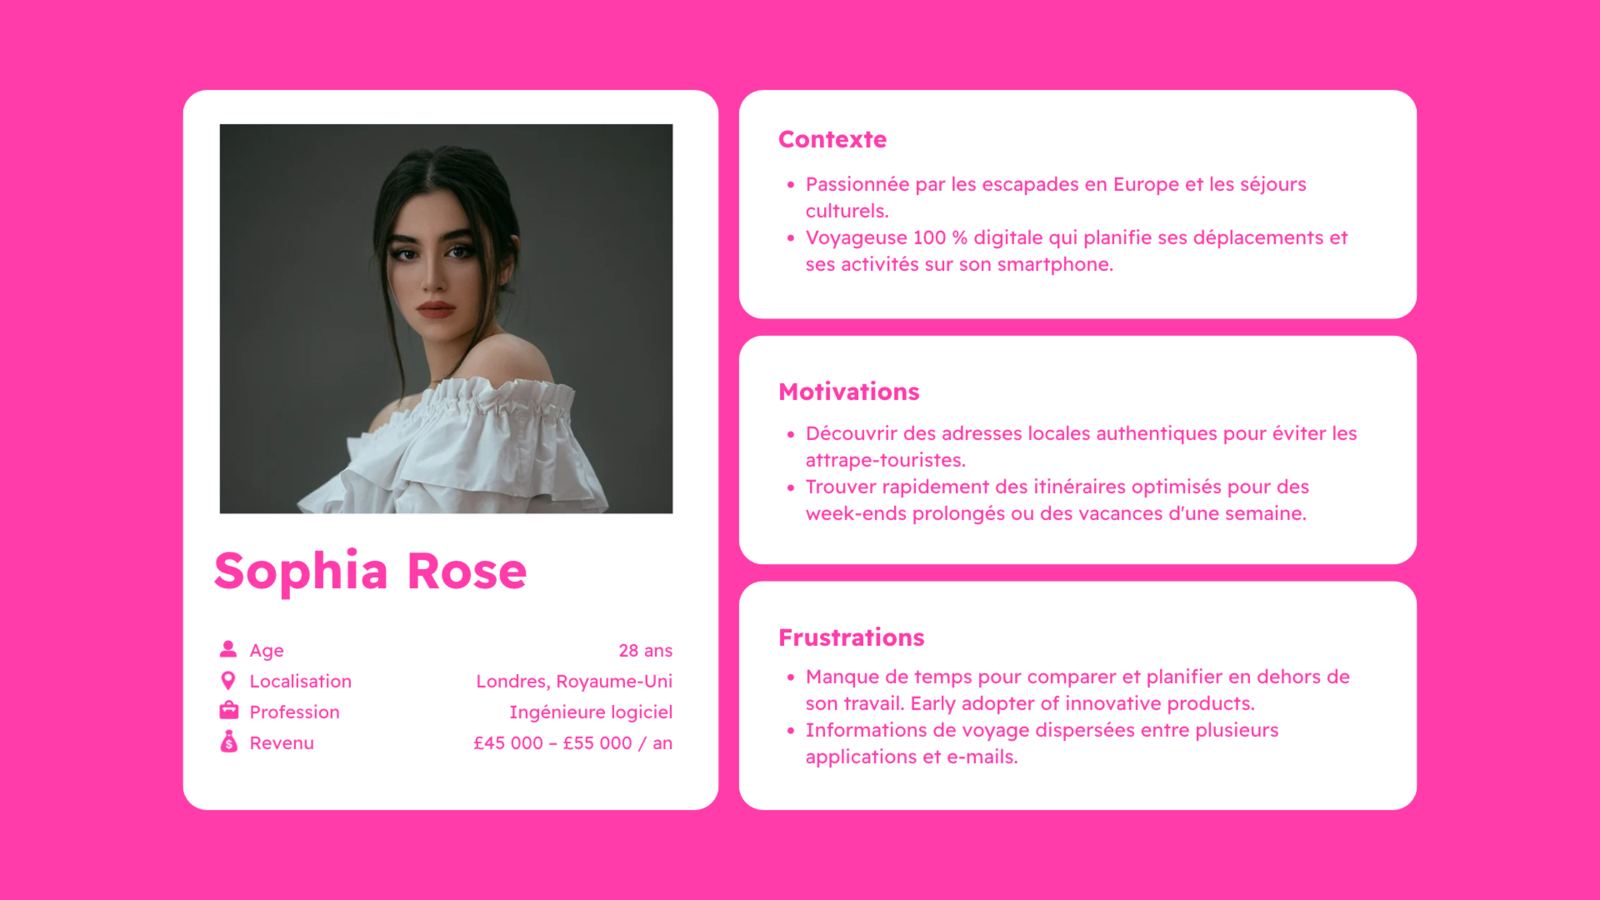 Sophia Rose
Age 28 ans
Localisation Londres, Royaume-Uni
Profession Ingénieure logiciel
Revenu £45 000 – £55 000 / an
Contexte
• Passionnée par les escapades en Europe et les séjours
culturels.
• Voyageuse 100 % digitale qui planifie ses déplacements et
ses activités sur son smartphone.
Motivations
• Découvrir des adresses locales authentiques pour éviter les
attrape-touristes.
• Trouver rapidement des itinéraires optimisés pour des
week-ends prolongés ou des vacances d'une semaine.
Frustrations
• Manque de temps pour comparer et planifier en dehors de
son travail. Early adopter of innovative products.
• Informations de voyage dispersées entre plusieurs
applications et e-mails.